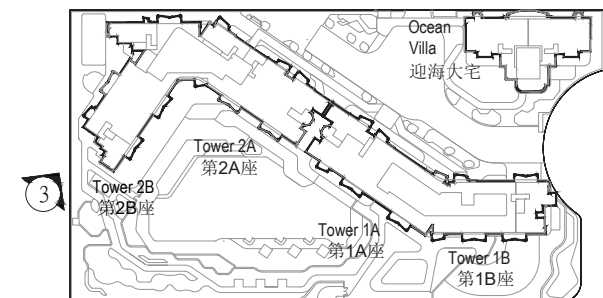 Ocean
Villa
迎海大宅
Tower 2A
第2A座
3
Tower 2B
第2B座
Tower 1A
第1A座
Tower 1B
第1B座